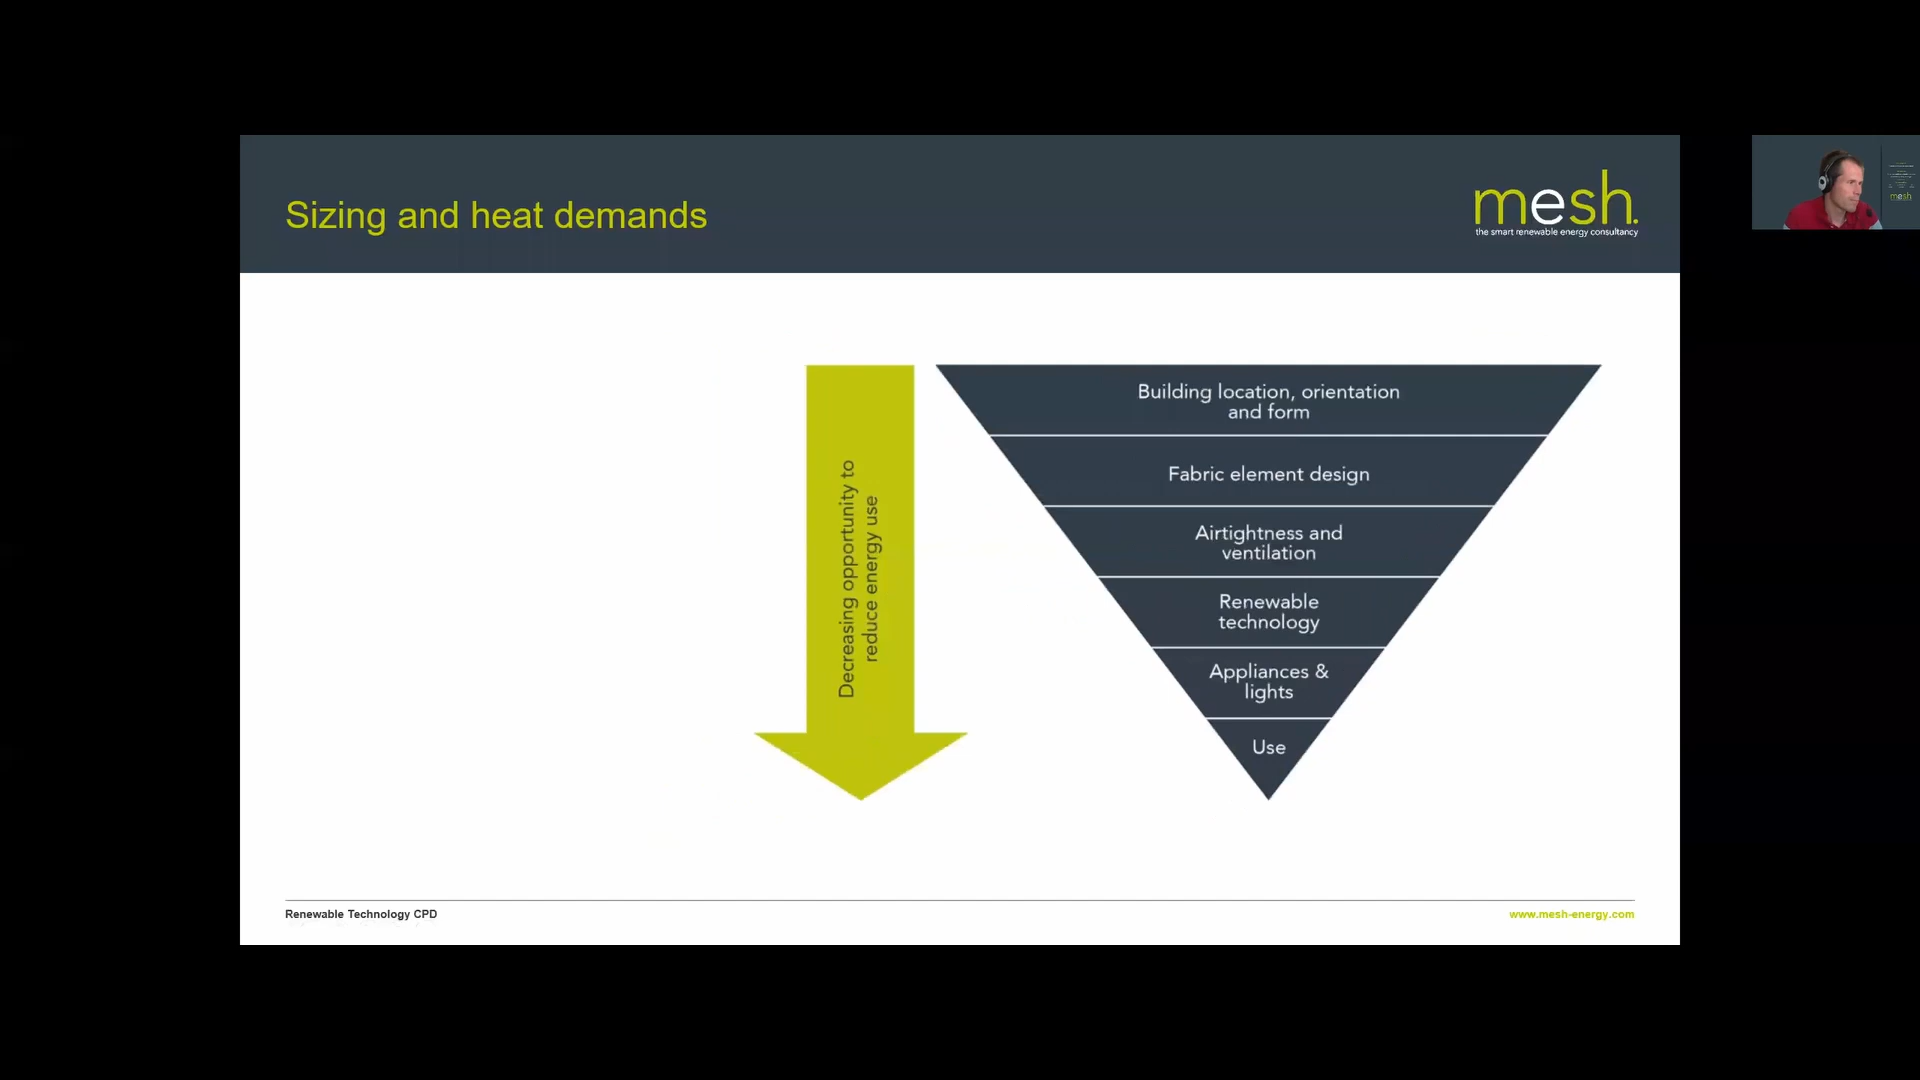 Sizing and heat demands
mesh.
the smart renewable energy consultancy
Decreasing opportunity to
reduce energy use
Building location, orientation
and form
Fabric element design
Airtightness and
ventilation
Renewable
technology
Appliances &
lights
Use
Renewable Technology CPD
www.mesh-energy.com
mesh